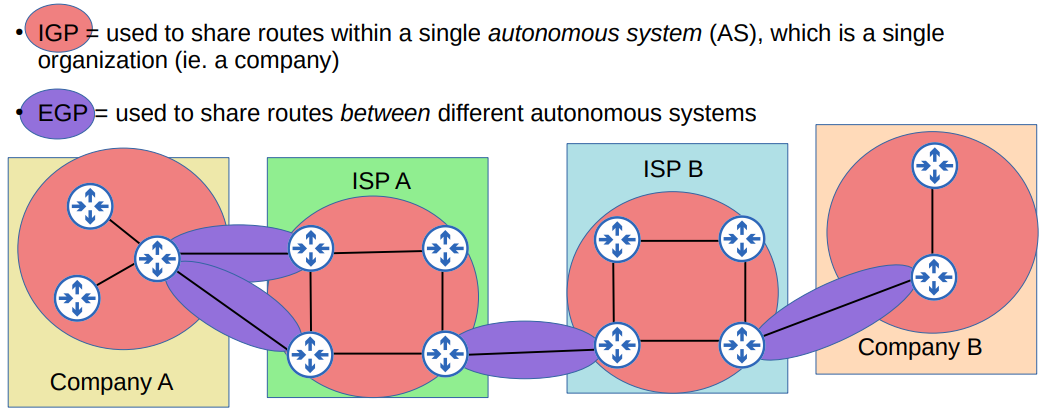 • IGP = used to share routes within a single autonomous system (AS), which is a single
organization (ie. a company)
• EGP = used to share routes between different autonomous systems
ISP A
ISP B
Company A
Company B